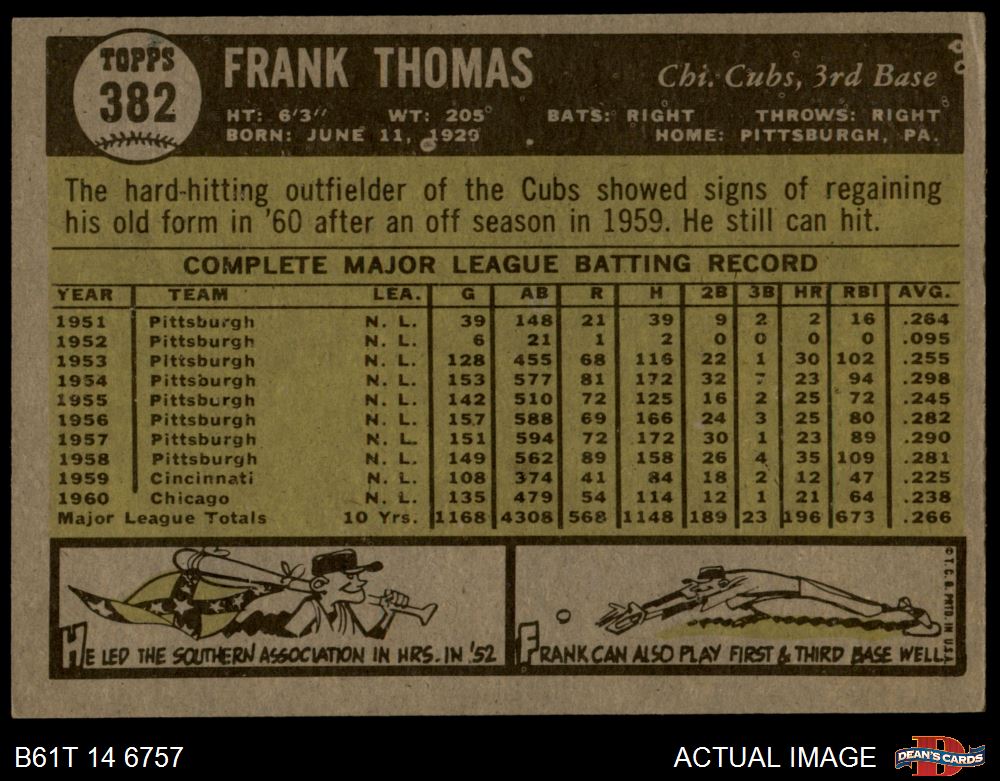 TOPPS
382
FRANK THOMAS
Chi. Cubs, 3rd Base
HT: 6'3" WT: 205 BATS: RIGHT THROWS: RIGHT
BORN: JUNE 11, 1929 HOME: PITTSBURGH, PA.
The hard-hitting outfielder of the Cubs showed signs of regaining
his old form in '60 after an off season in 1959. He still can hit.
COMPLETE MAJOR LEAGUE BATTING RECORD
YEAR TEAM LEA. G AB R H 2B 3B HR RBI AVG.
1951 Pittsburgh N. L. 39 148 21 39 9 2 2 16 .264
1952 Pittsburgh N. L. 6 21 1 2 0 0 0 0 .095
1953 Pittsburgh N. L. 128 455 68 116 22 1 30 102 .255
1954 Pittsburgh N. L. 153 577 81 172 32 7 23 94 .298
1955 Pittsburgh N. L. 142 510 72 125 16 2 25 72 .245
1956 Pittsburgh N. L. 157 588 69 166 24 3 25 80 .282
1957 Pittsburgh N. L. 151 594 72 172 30 1 23 89 .290
1958 Pittsburgh N. L. 149 562 89 158 26 4 35 109 .281
1959 Cincinnati N. L. 108 374 41 84 18 2 12 47 .225
1960 Chicago N. L. 135 479 54 114 12 1 21 64 .238
Major League Totals 10 Yrs. 1168 4308 568 1148 189 23 196 673 .266
HE LED THE SOUTHERN ASSOCIATION IN HRS. IN '52
FRANK CAN ALSO PLAY FIRST & THIRD BASE WELL.
© T. C. G. PRTD. IN U.S.A.
B61T 14 6757
ACTUAL IMAGE
DEAN'S CARDS